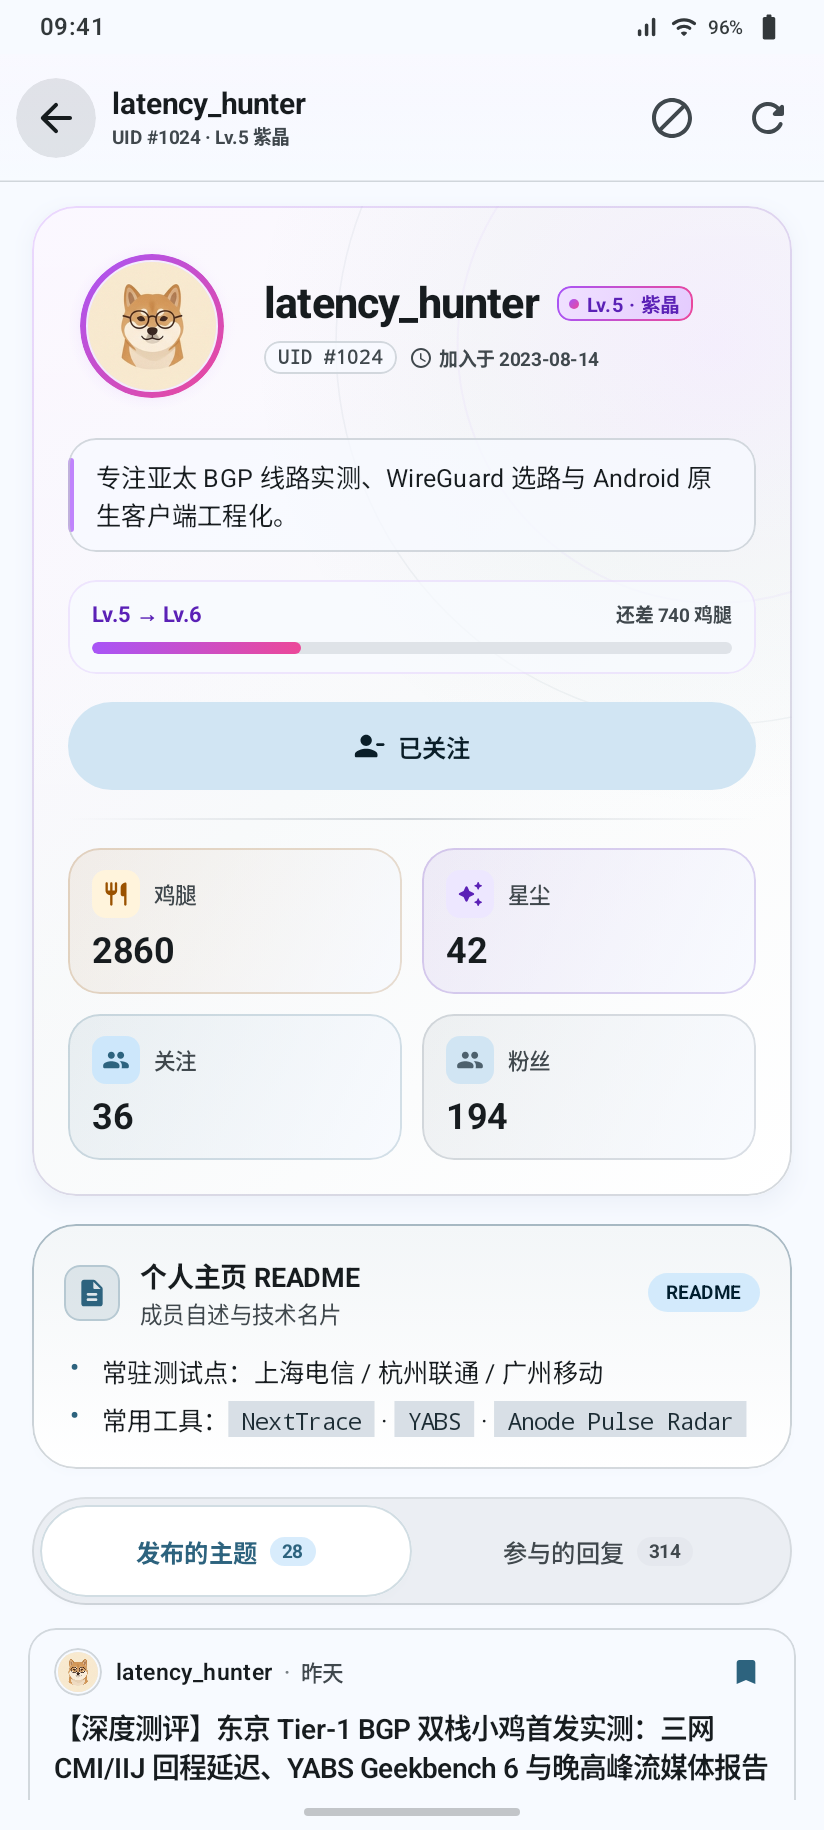 09:41
96%
latency_hunter
UID #1024 · Lv.5 紫晶
latency_hunter
Lv.5 · 紫晶
UID #1024
加入于 2023-08-14
专注亚太 BGP 线路实测、WireGuard 选路与 Android 原
生客户端工程化。
Lv.5 → Lv.6
还差 740 鸡腿
已关注
鸡腿
2860
星尘
42
关注
36
粉丝
194
个人主页 README
成员自述与技术名片
README
• 常驻测试点：上海电信 / 杭州联通 / 广州移动
• 常用工具： NextTrace · YABS · Anode Pulse Radar
发布的主题 28
参与的回复 314
latency_hunter · 昨天
【深度测评】东京 Tier-1 BGP 双栈小鸡首发实测：三网
CMI/IIJ 回程延迟、YABS Geekbench 6 与晚高峰流媒体报告